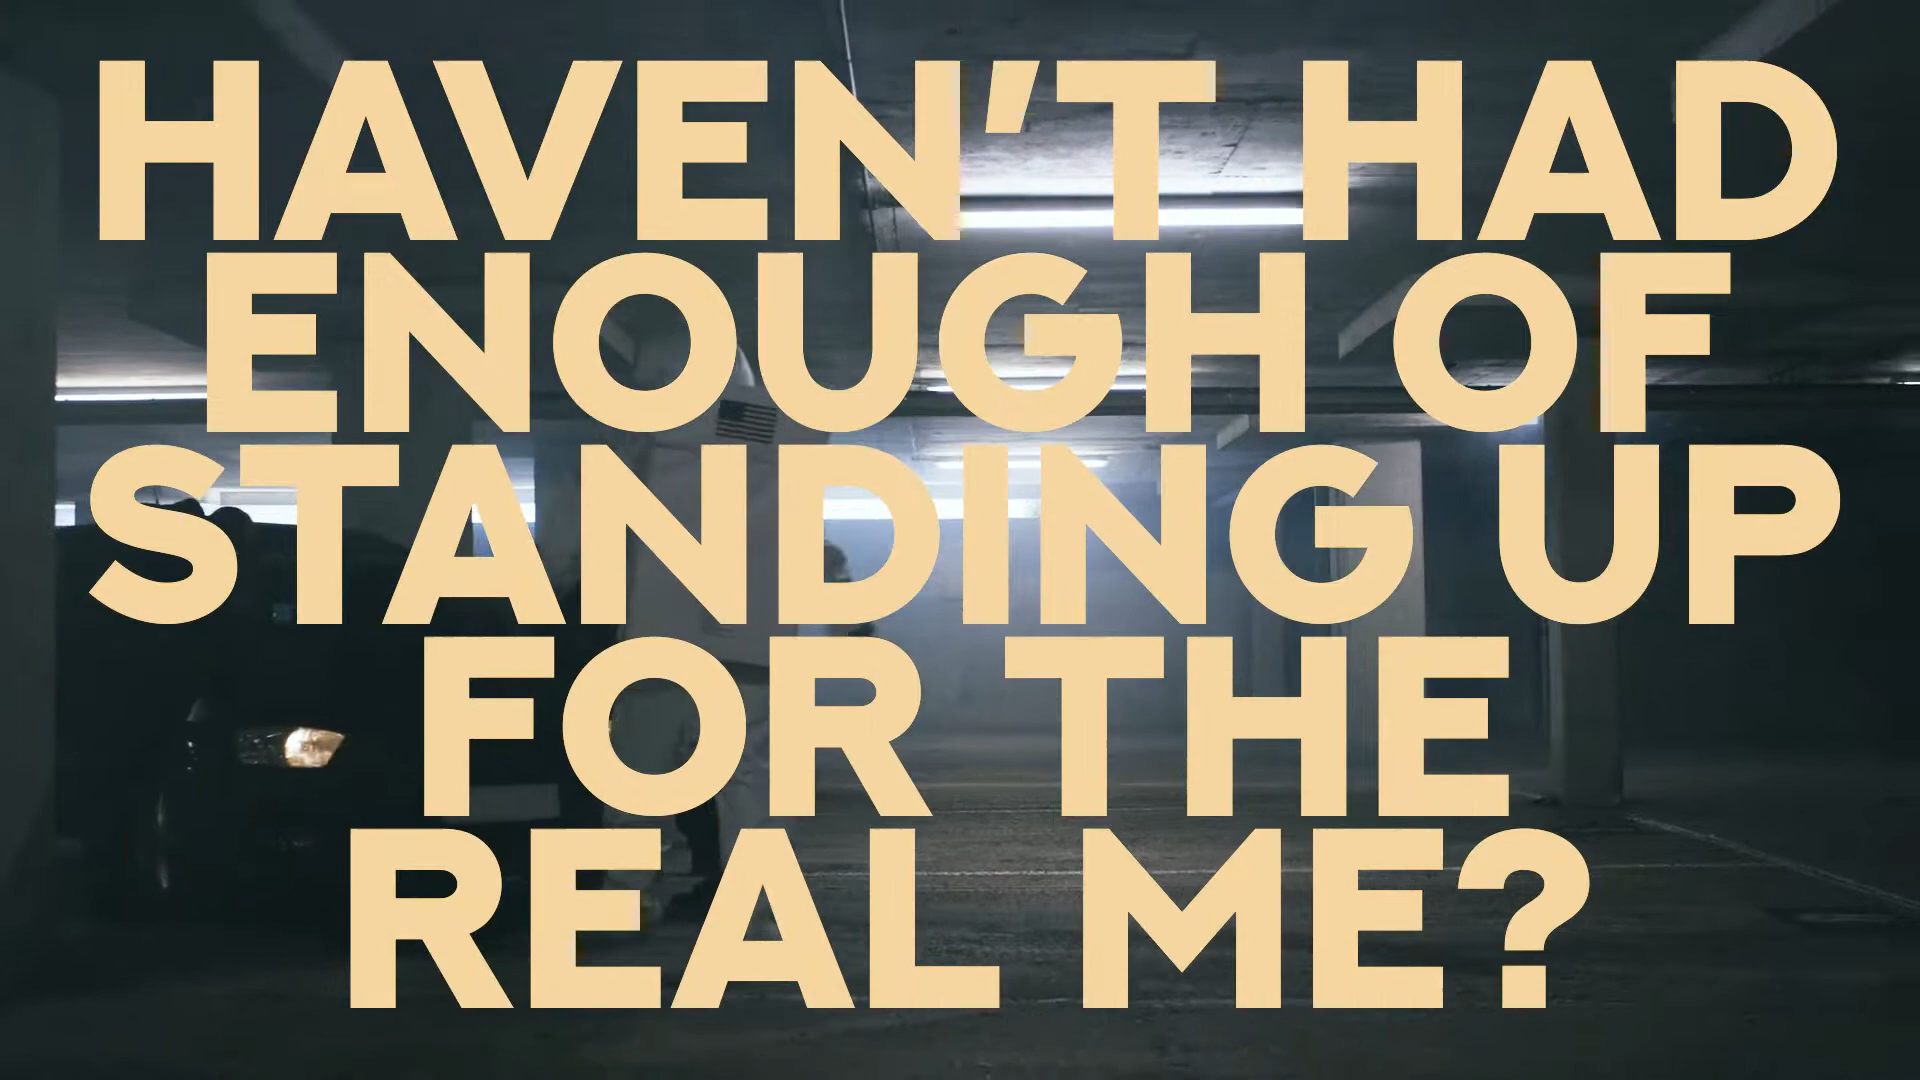 HAVEN'T HAD
ENOUGH OF
STANDING UP
FOR THE
REAL ME?